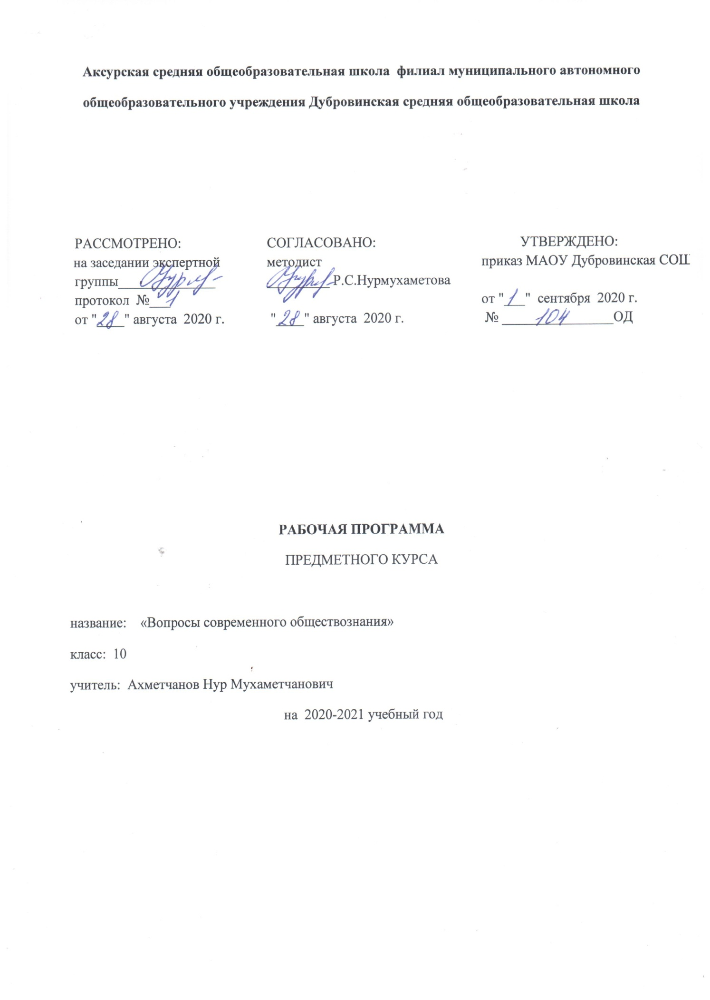 Аксурская средняя общеобразовательная школа филиал муниципального автономного
общеобразовательного учреждения Дубровинская средняя общеобразовательная школа
РАССМОТРЕНО:
на заседании экспертной
группы______________
протокол №___1
от "28" августа 2020 г.
СОГЛАСОВАНО:
методист
_________Р.С.Нурмухаметова
"28" августа 2020 г.
УТВЕРЖДЕНО:
приказ МАОУ Дубровинская СОШ
от "1" сентября 2020 г.
№ 104 ОД
РАБОЧАЯ ПРОГРАММА
ПРЕДМЕТНОГО КУРСА
название: «Вопросы современного обществознания»
класс: 10
учитель: Ахметчанов Нур Мухаметчанович
на 2020-2021 учебный год